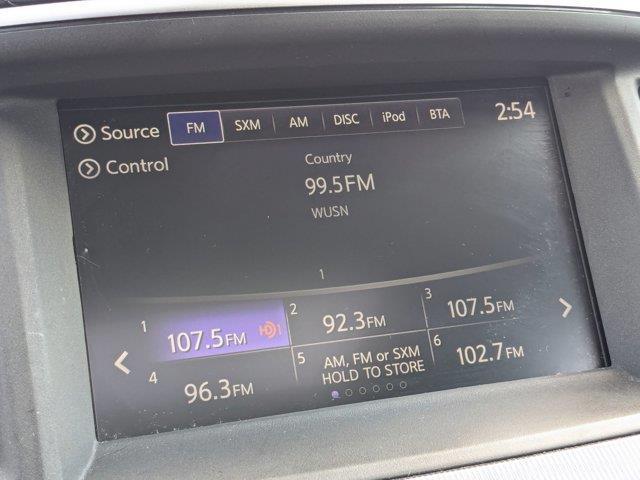 Source FM SXM AM DISC iPod BTA 2:54
Control
Country
99.5FM
WUSN
1
1 107.5FM HD1
2 92.3FM
3 107.5FM
4 96.3FM
5 AM, FM or SXM
HOLD TO STORE
6 102.7FM